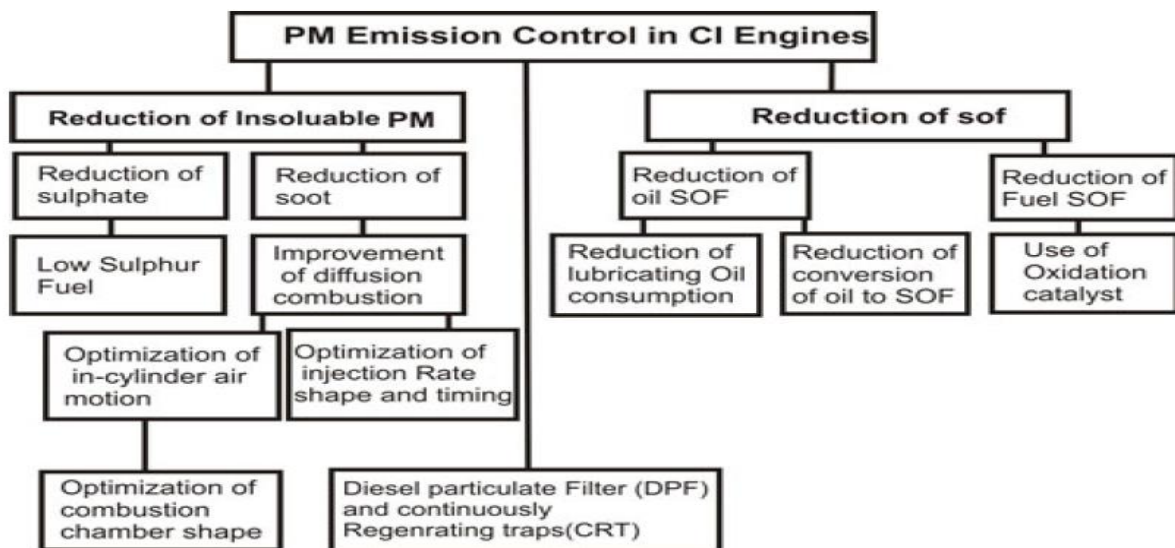 PM Emission Control in CI Engines
Reduction of Insoluable PM
Reduction of sof
Reduction of
sulphate
Reduction of
soot
Reduction of
oil SOF
Reduction of
Fuel SOF
Low Sulphur
Fuel
Improvement
of diffusion
combustion
Reduction of
lubricating Oil
consumption
Reduction of
conversion
of oil to SOF
Use of
Oxidation
catalyst
Optimization of
in-cylinder air
motion
Optimization of
injection Rate
shape and timing
Optimization of
combustion
chamber shape
Diesel particulate Filter (DPF)
and continuously
Regenrating traps(CRT)